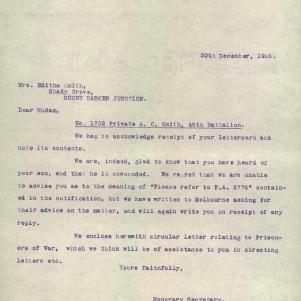 20th December, 1916.
Mrs. Editha Smith,
Shady Grove,
MOUNT BARKER JUNCTION.
Dear Madam,
No. 1732 Private A. C. Smith, 48th Battalion.
We beg to acknowledge receipt of your lettercard and
note its contents.
We are, indeed, glad to know that you have heard of
your son, and that he is unwounded. We regret that we are unable
to advise you as to the meaning of "Please refer to P.A. 6776" contain-
ed in the notification, but we have written to Melbourne asking for
their advice on the matter, and will again write you on receipt of any
reply.
We enclose herewith circular letter relating to Prison-
ers of War, which we think will be of assistance to you in directing
letters etc.
Yours faithfully,
Honorary Secretary.